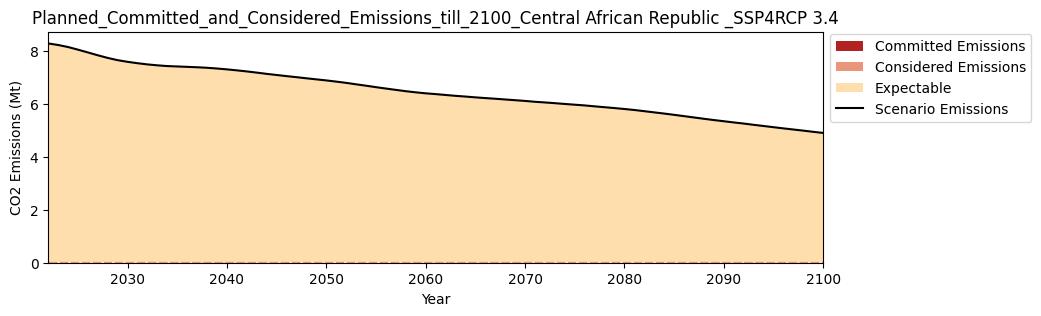 Planned_Committed_and_Considered_Emissions_till_2100_Central African Republic _SSP4RCP 3.4
Committed Emissions
Considered Emissions
Expectable
Scenario Emissions
CO2 Emissions (Mt)
8
6
4
2
0
2030 2040 2050 2060 2070 2080 2090 2100
Year